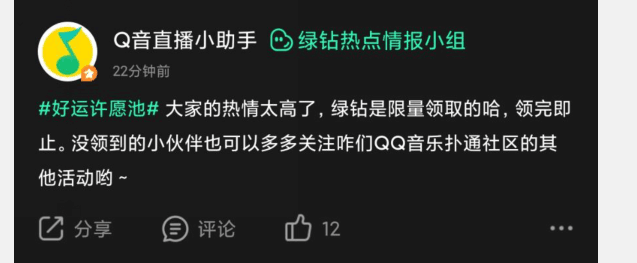 Q音直播小助手 绿钻热点情报小组
22分钟前
#好运许愿池# 大家的热情太高了，绿钻是限量领取的哈，领完即
止。没领到的小伙伴也可以多多关注咋们QQ音乐扑通社区的其
他活动哟~
分享 评论 12